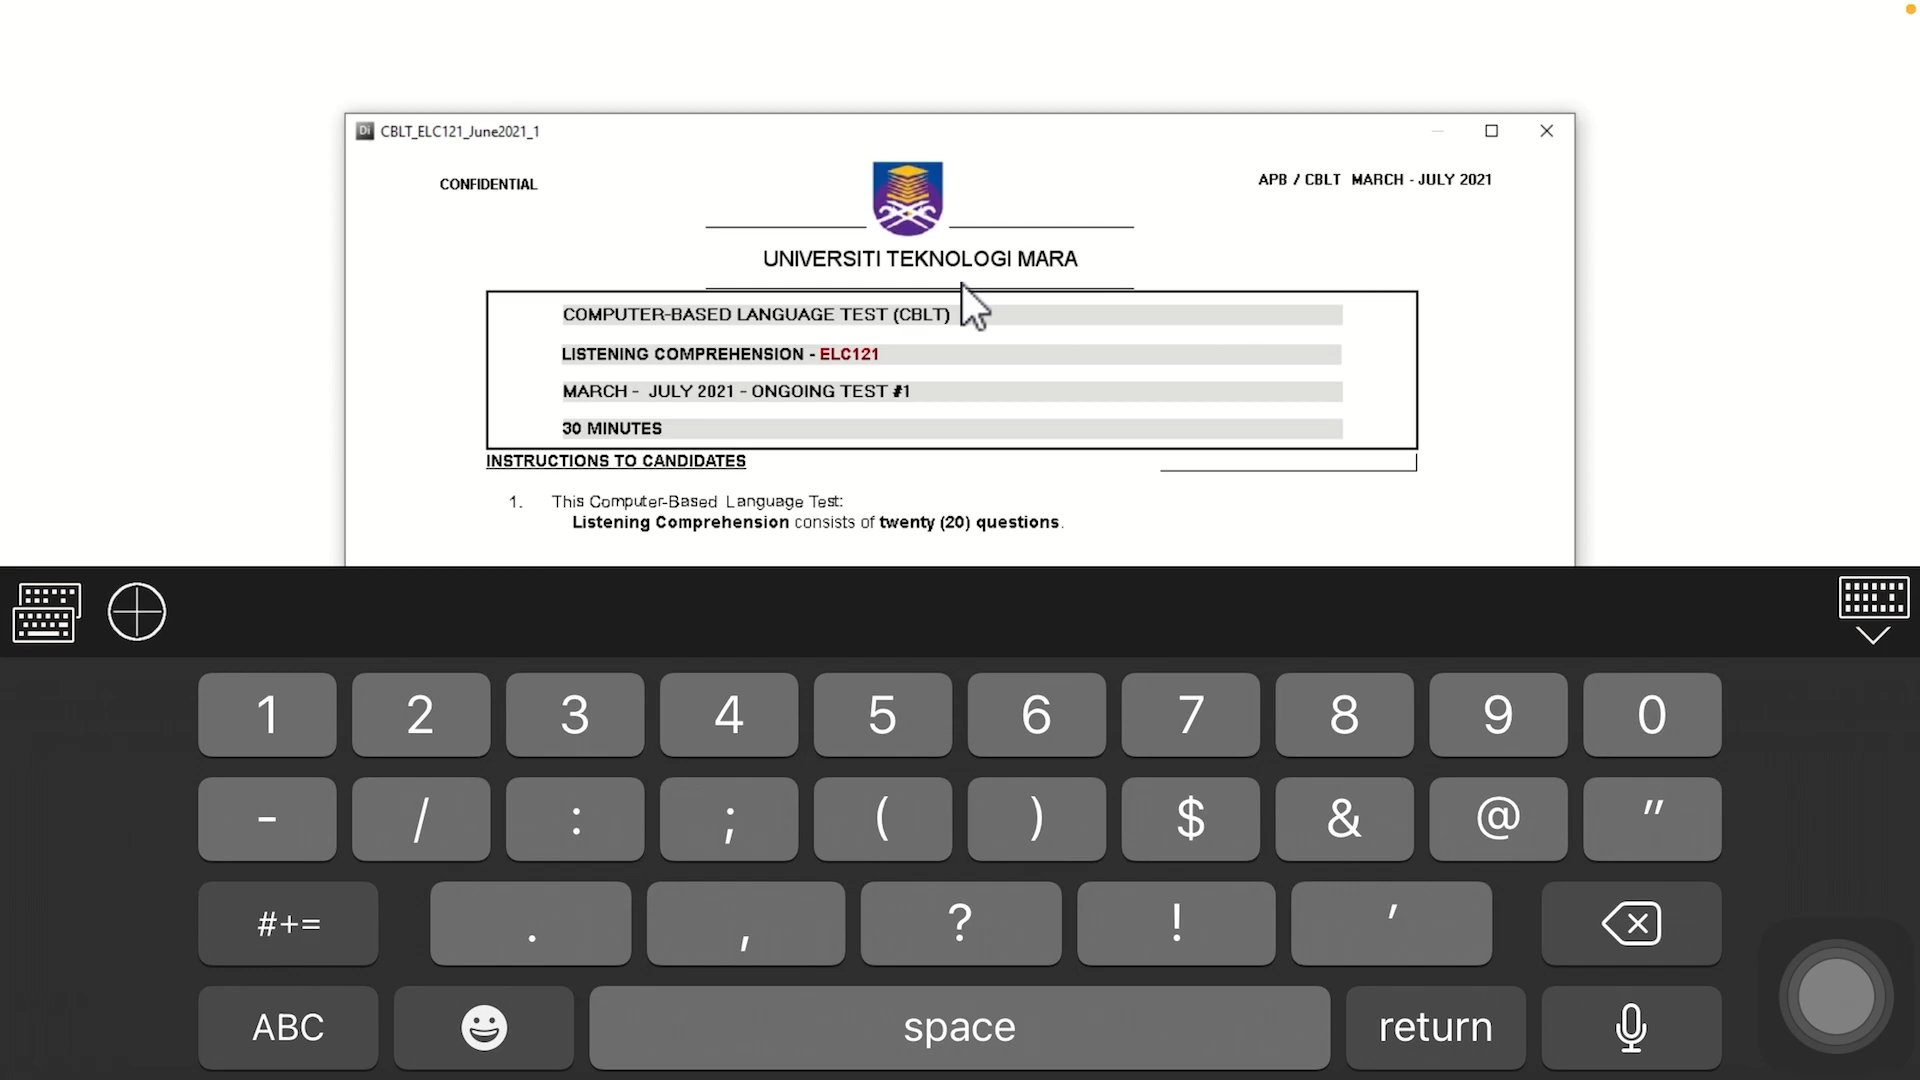 CBLT_ELC121_June2021_1
CONFIDENTIAL
APB / CBLT MARCH - JULY 2021
UNIVERSITI TEKNOLOGI MARA
COMPUTER-BASED LANGUAGE TEST (CBLT)
LISTENING COMPREHENSION - ELC121
MARCH - JULY 2021 - ONGOING TEST #1
30 MINUTES
INSTRUCTIONS TO CANDIDATES
1. This Computer-Based Language Test:
Listening Comprehension consists of twenty (20) questions.
1 2 3 4 5 6 7 8 9 0
- / : ; ( ) $ & @ "
#+= . , ? ! '
ABC space return